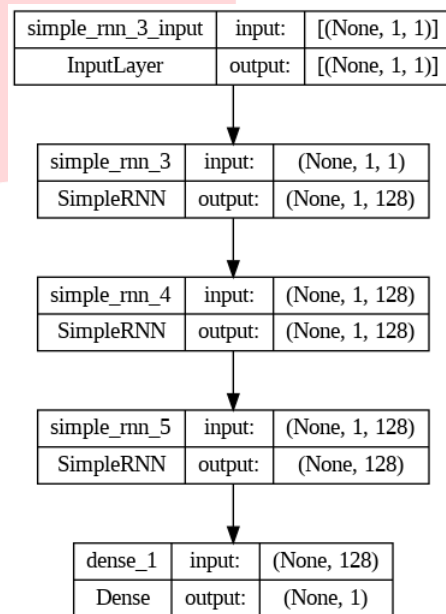 simple_rnn_3_input input: [(None, 1, 1)]
InputLayer output: [(None, 1, 1)]
simple_rnn_3 input: (None, 1, 1)
SimpleRNN output: (None, 1, 128)
simple_rnn_4 input: (None, 1, 128)
SimpleRNN output: (None, 1, 128)
simple_rnn_5 input: (None, 1, 128)
SimpleRNN output: (None, 128)
dense_1 input: (None, 128)
Dense output: (None, 1)